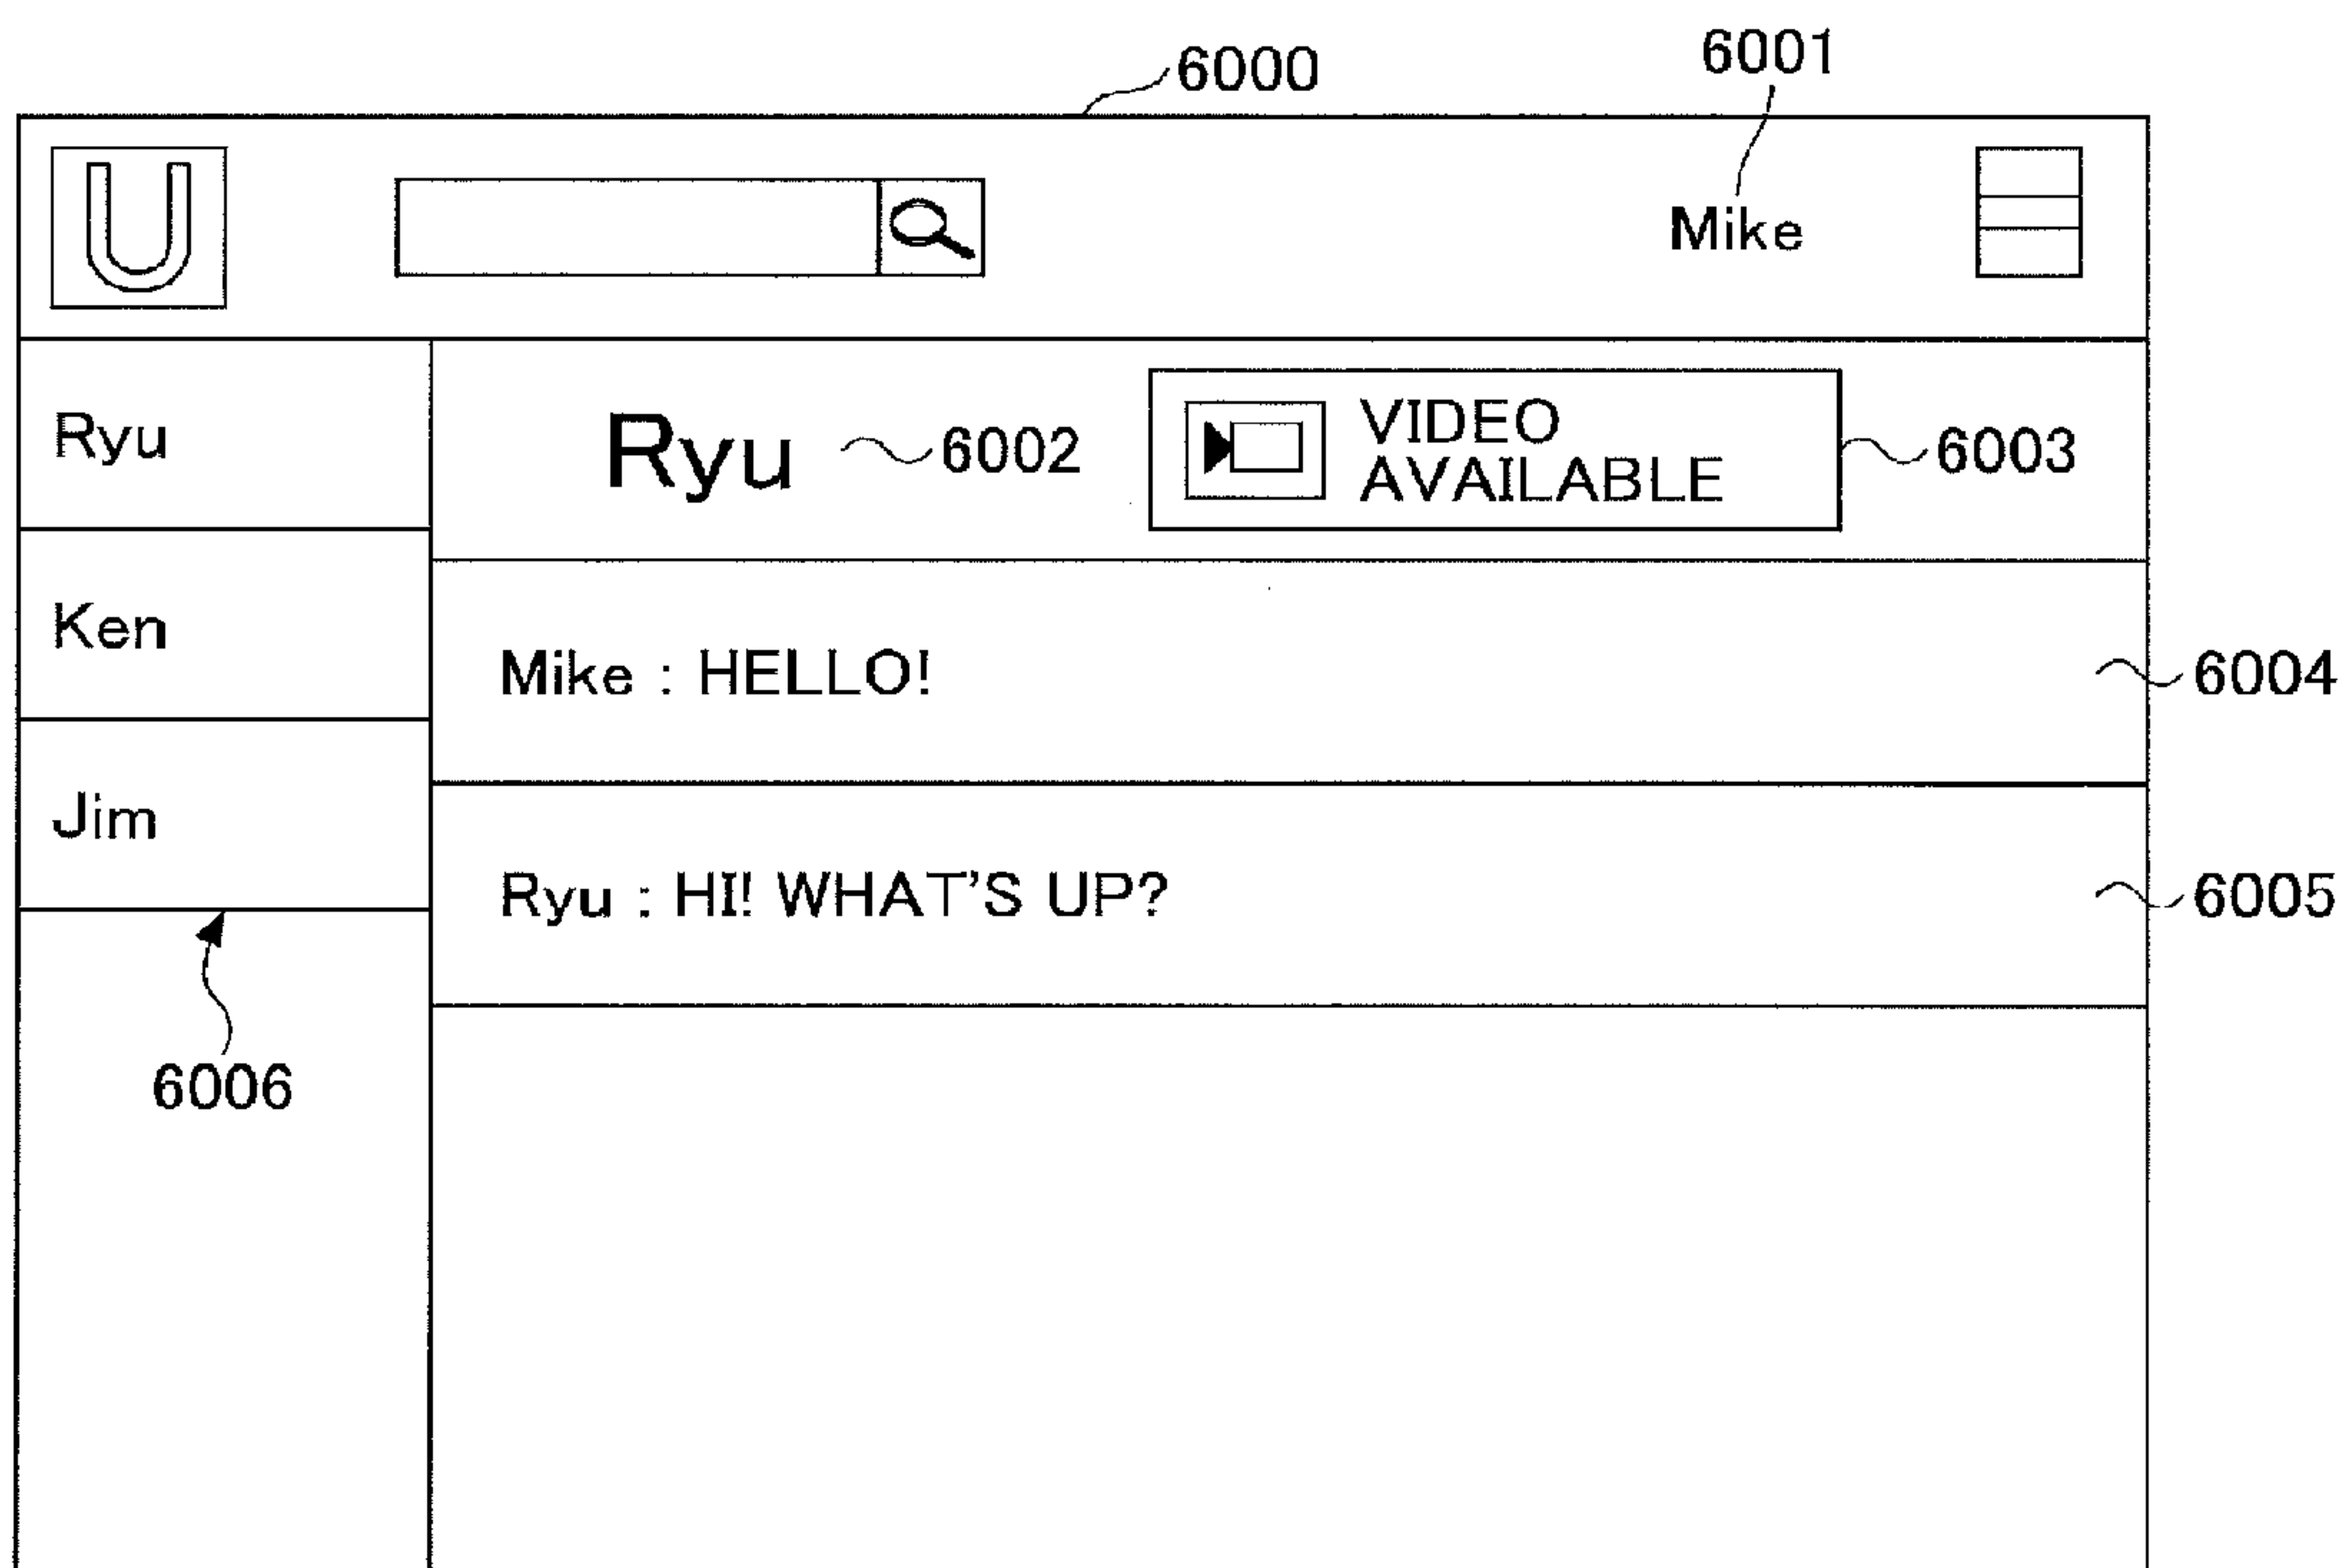 6000
6001
U
Mike
Ryu
Ryu
6002
VIDEO
AVAILABLE
6003
Ken
Mike : HELLO!
6004
Jim
Ryu : HI! WHAT'S UP?
6005
6006